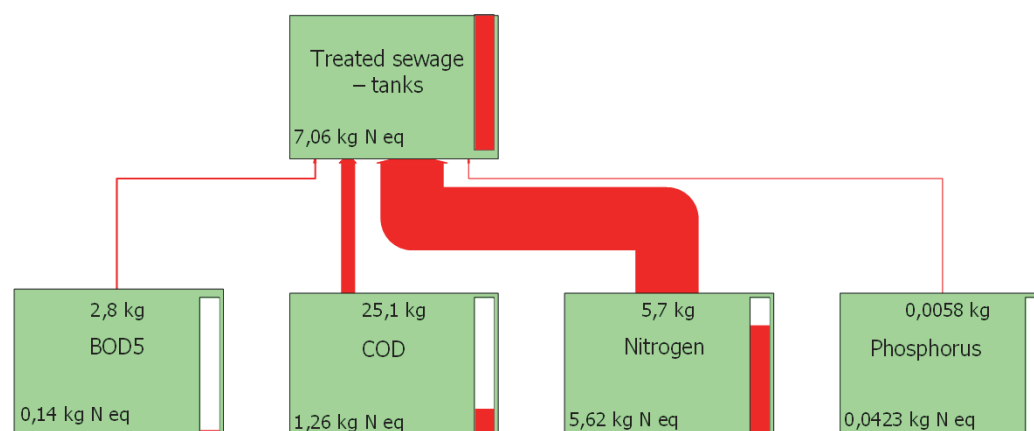 Treated sewage
– tanks
7,06 kg N eq
2,8 kg
BOD5
0,14 kg N eq
25,1 kg
COD
1,26 kg N eq
5,7 kg
Nitrogen
5,62 kg N eq
0,0058 kg
Phosphorus
0,0423 kg N eq